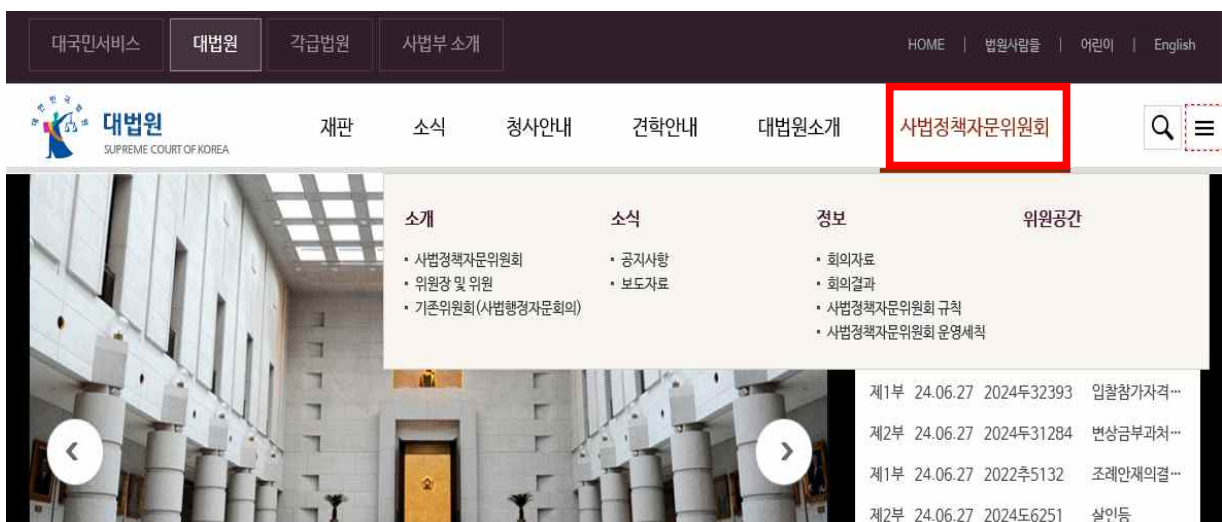 대국민서비스 대법원 각급법원 사법부 소개 HOME | 법원사람들 | 어린이 | English
대법원 재판 소식 청사안내 견학안내 대법원소개 사법정책자문위원회
SUPREME COURT OF KOREA
소개 소식 정보 위원공간
사법정책자문위원회 공지사항 회의자료
위원장 및 위원 보도자료 회의결과
기존위원회(사법행정자문회의) 사법정책자문위원회 규칙
사법정책자문위원회 운영세칙
제1부 24.06.27 2024두32393 입찰참가자격…
제2부 24.06.27 2024두31284 변상금부과처…
제1부 24.06.27 2022추5132 조례안재의결…
제2부 24.06.27 2024도6251 살인등